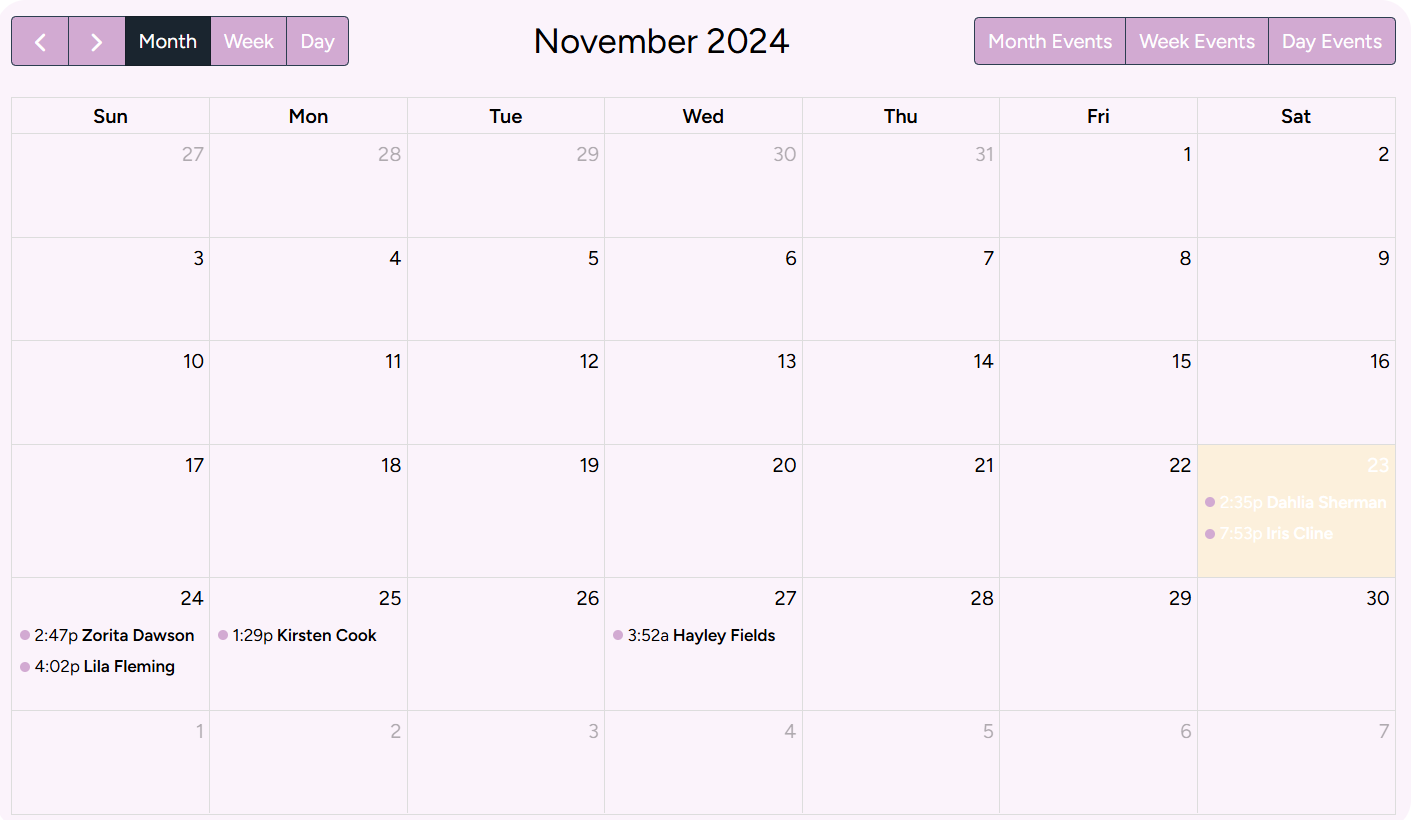 Month Week Day November 2024 Month Events Week Events Day Events
Sun Mon Tue Wed Thu Fri Sat
27 28 29 30 31 1 2
3 4 5 6 7 8 9
10 11 12 13 14 15 16
17 18 19 20 21 22 23
2:35p Dahlia Sherman
7:53p Iris Cline
24 25 26 27 28 29 30
2:47p Zorita Dawson 1:29p Kirsten Cook 3:52a Hayley Fields
4:02p Lila Fleming
1 2 3 4 5 6 7